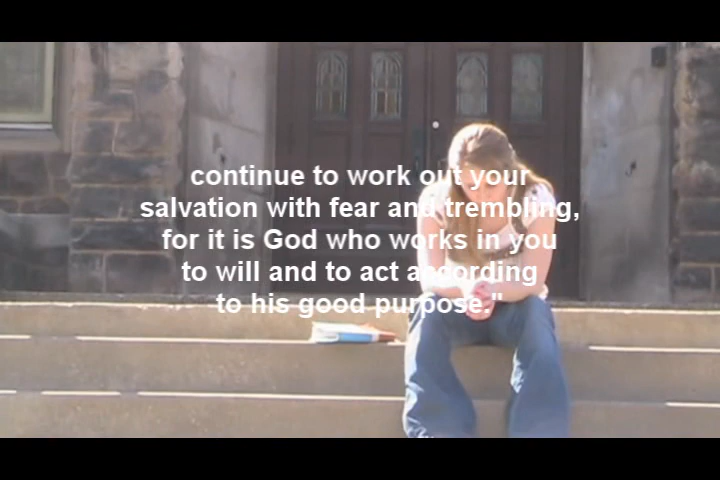 continue to work out your
salvation with fear and trembling,
for it is God who works in you
to will and to act according
to his good purpose."